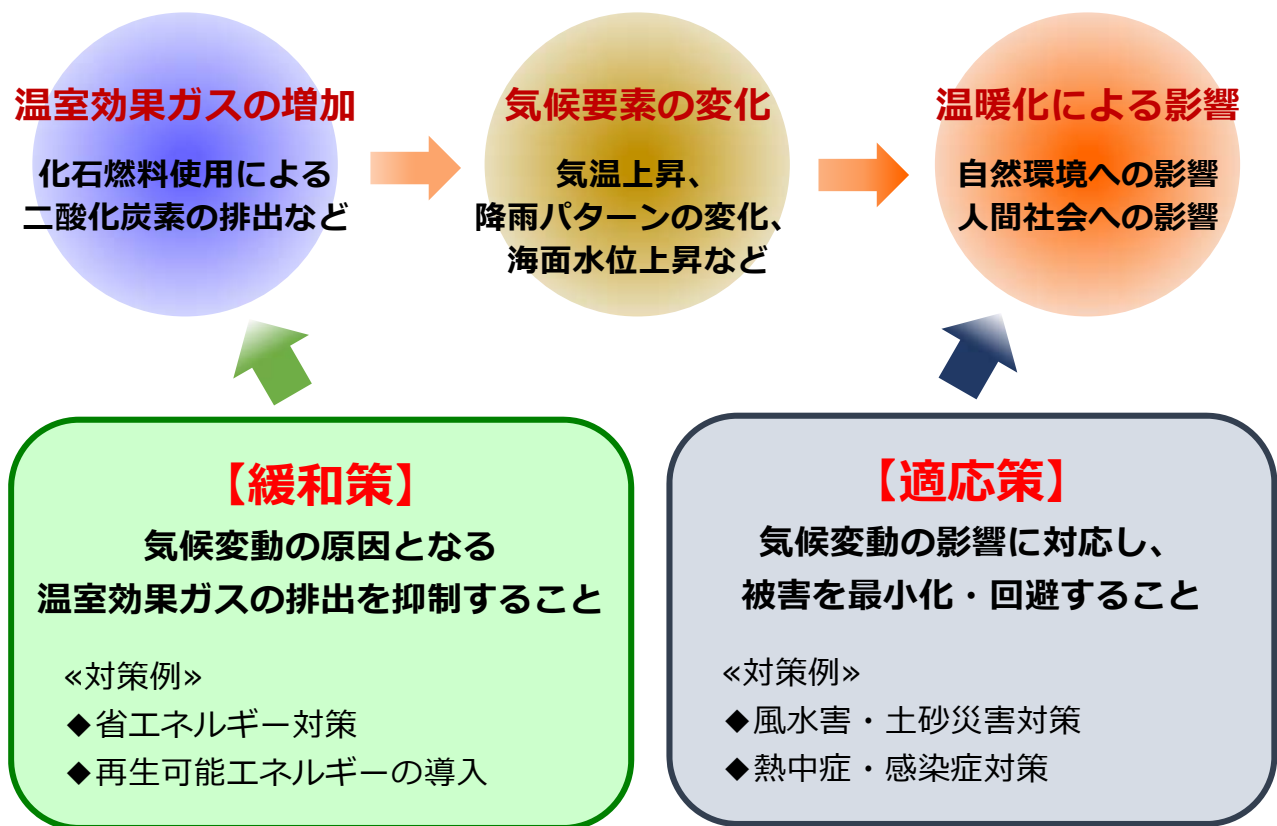 温室効果ガスの増加
化石燃料使用による
二酸化炭素の排出など
気候要素の変化
気温上昇、
降雨パターンの変化、
海面水位上昇など
温暖化による影響
自然環境への影響
人間社会への影響
【緩和策】
気候変動の原因となる
温室効果ガスの排出を抑制すること
«対策例»
◆省エネルギー対策
◆再生可能エネルギーの導入
【適応策】
気候変動の影響に対応し、
被害を最小化・回避すること
«対策例»
◆風水害・土砂災害対策
◆熱中症・感染症対策